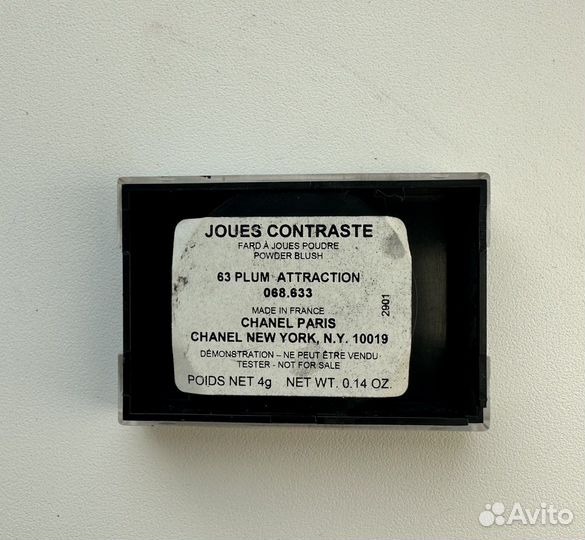 JOUES CONTRASTE
FARD À JOUES POUDRE
POWDER BLUSH
63 PLUM ATTRACTION
068.633
MADE IN FRANCE
CHANEL PARIS
CHANEL NEW YORK, N.Y. 10019
DÉMONSTRATION – NE PEUT ÊTRE VENDU
TESTER - NOT FOR SALE
POIDS NET 4g NET WT. 0.14 OZ.
2901
Avito